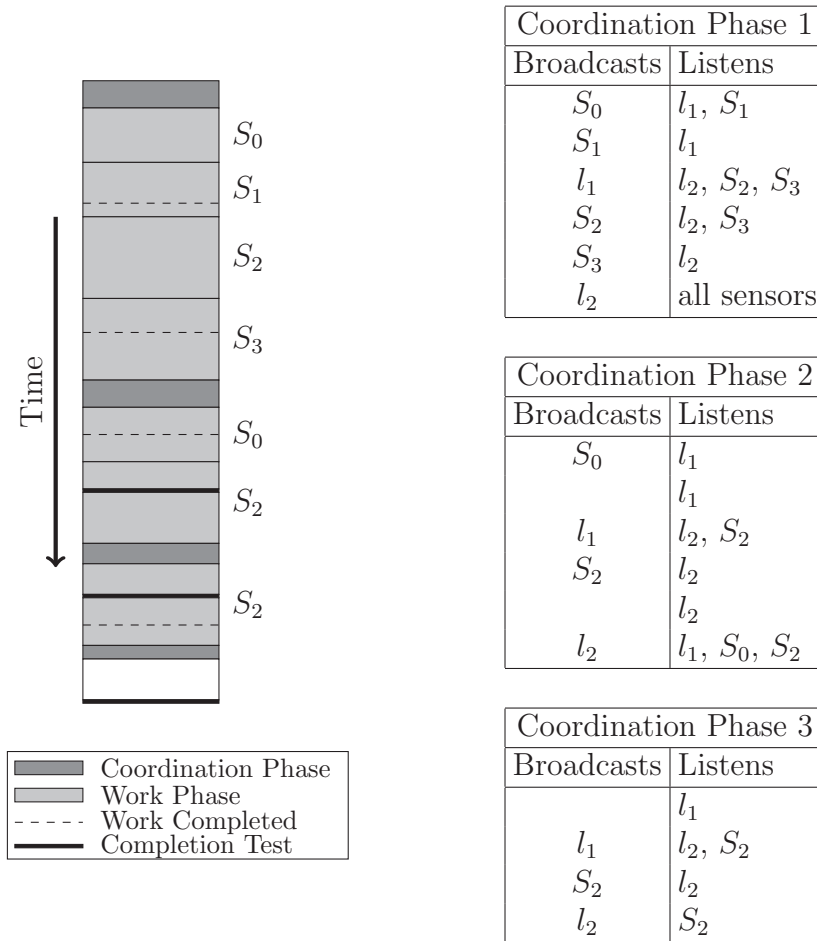 S₀
S₁
S₂
S₃
S₀
S₂
S₂
Time
Coordination Phase
Work Phase
Work Completed
Completion Test
Coordination Phase 1
Broadcasts Listens
S₀ l₁, S₁
S₁ l₁
l₁ l₂, S₂, S₃
S₂ l₂, S₃
S₃ l₂
l₂ all sensors
Coordination Phase 2
Broadcasts Listens
S₀ l₁
l₁
l₁ l₂, S₂
S₂ l₂
l₂
l₂ l₁, S₀, S₂
Coordination Phase 3
Broadcasts Listens
l₁
l₁ l₂, S₂
S₂ l₂
l₂ S₂